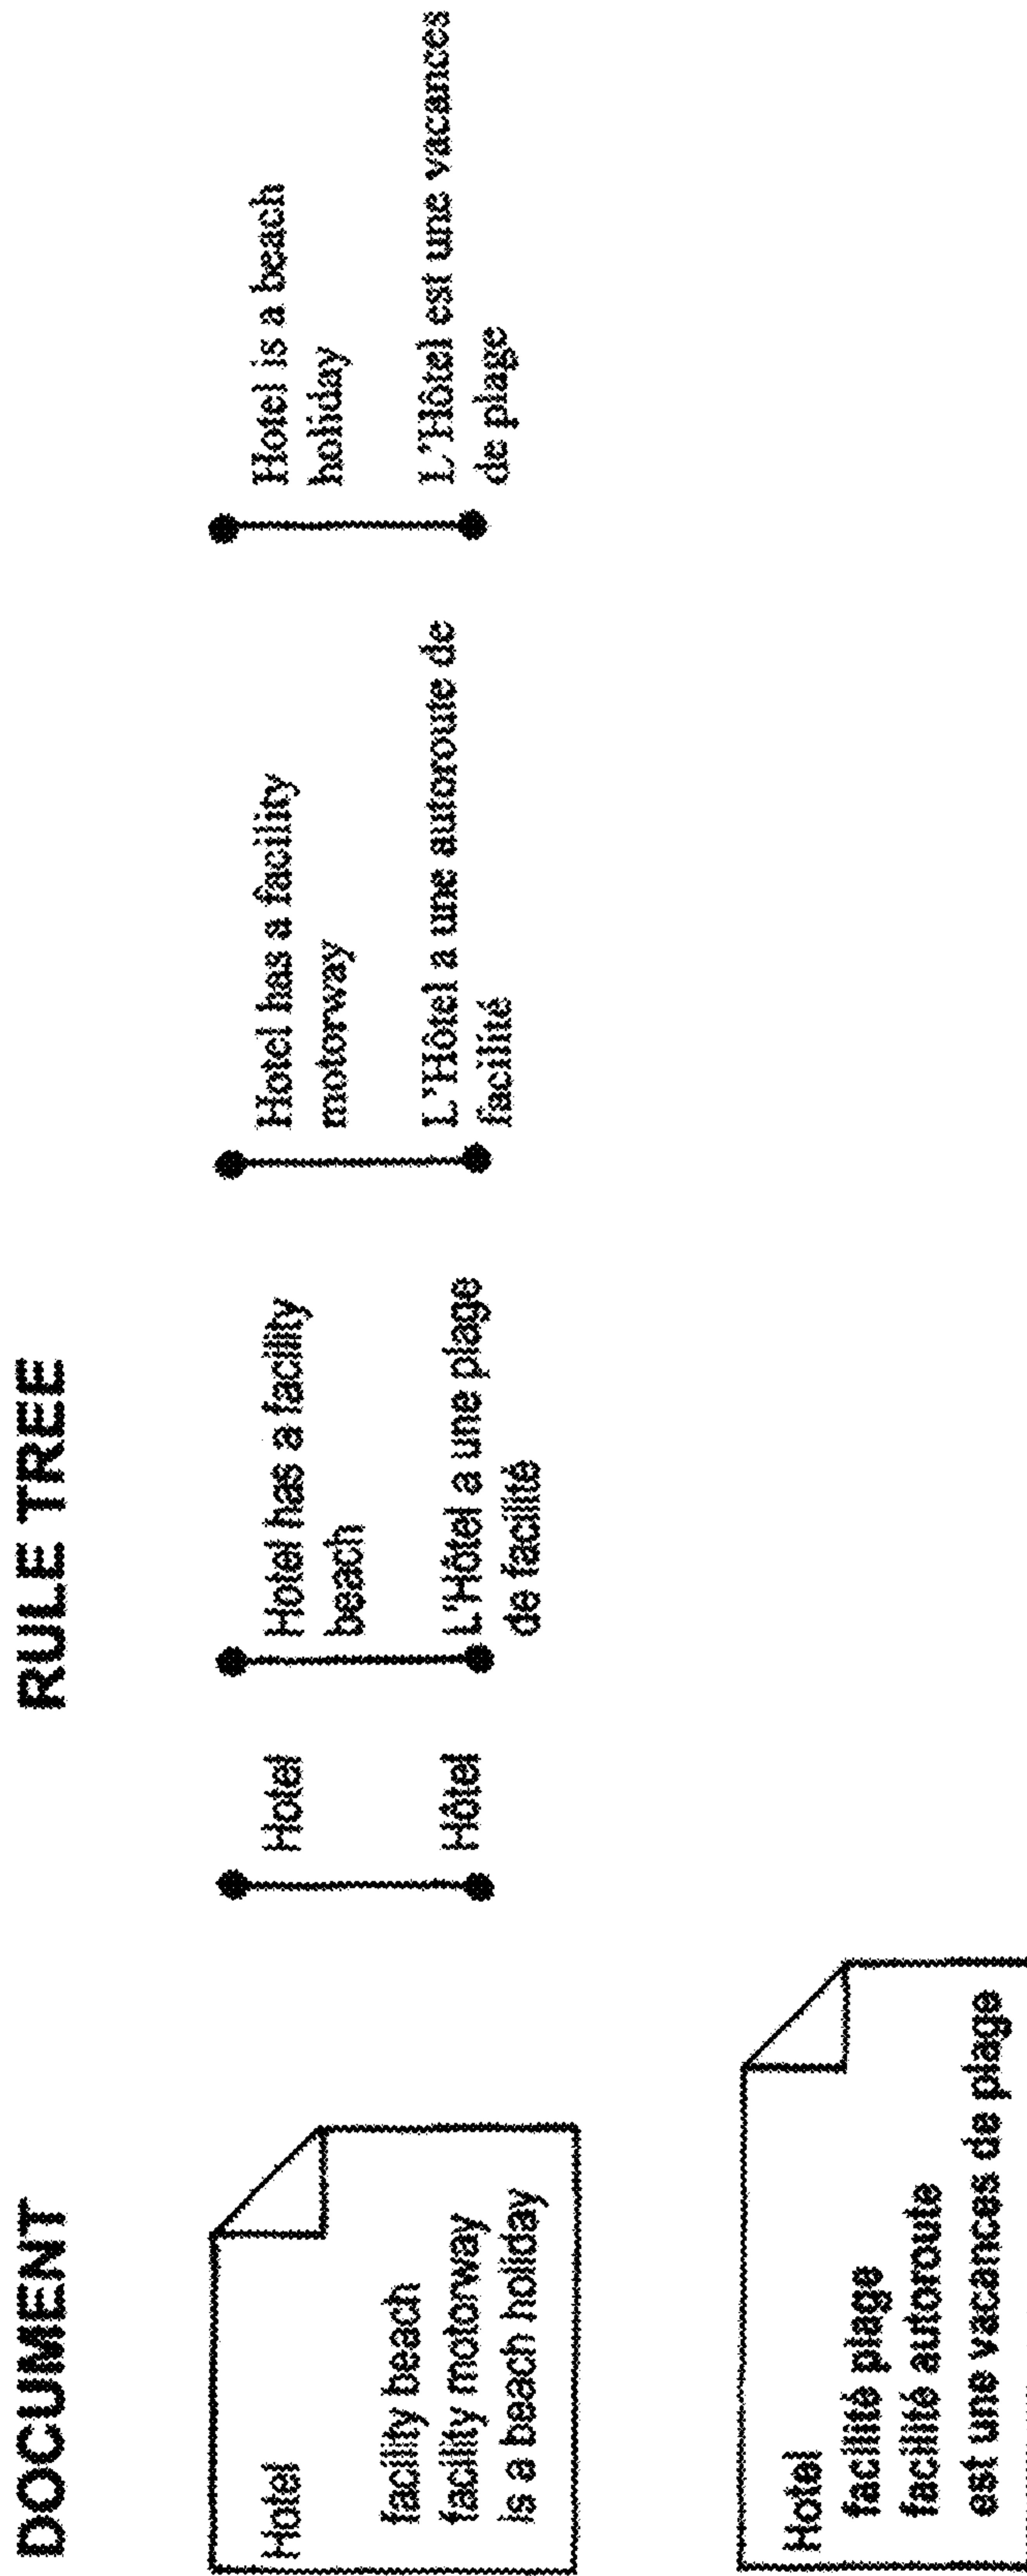 DOCUMENT
RULE TREE
Hotel
facility beach
facility motorway
is a beach holiday
Hotel
facilité plage
facilité autoroute
est une vacances de plage
Hotel
Hôtel
Hotel has a facility
beach
L'Hôtel a une plage
de facilité
Hotel has a facility
motorway
L'Hôtel a une autoroute de
facilité
Hotel is a beach
holiday
L'Hôtel est une vacances
de plage